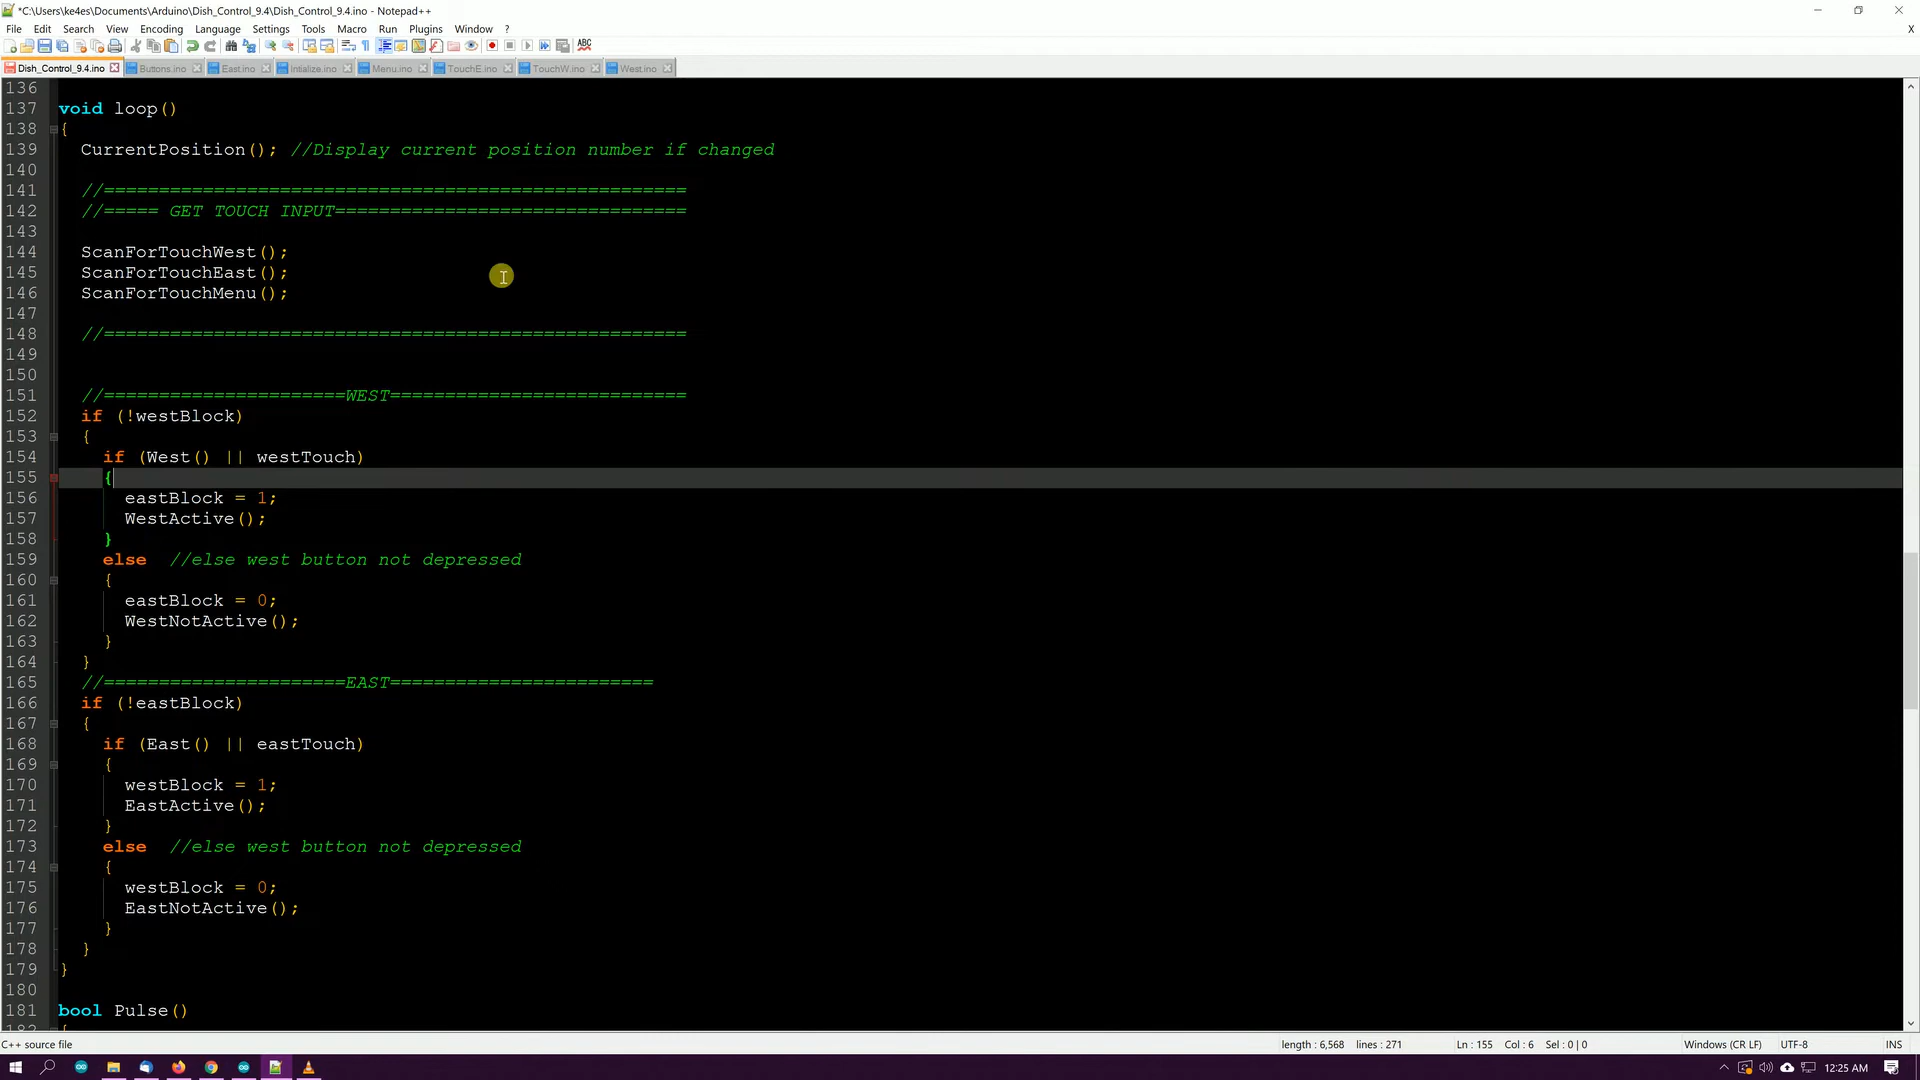 *C:\Users\ke4es\Documents\Arduino\Dish_Control_9.4\Dish_Control_9.4.ino - Notepad++
File Edit Search View Encoding Language Settings Tools Macro Run Plugins Window ? X
Dish_Control_9.4.ino Buttons.ino East.ino Intialize.ino Menu.ino TouchE.ino TouchW.ino West.ino
136
137 void loop()
138 {
139 CurrentPosition(); //Display current position number if changed
140
141 //=====================================================
142 //===== GET TOUCH INPUT================================
143
144 ScanForTouchWest();
145 ScanForTouchEast();
146 ScanForTouchMenu();
147
148 //=====================================================
149
150
151 //======================WEST===========================
152 if (!westBlock)
153 {
154 if (West() || westTouch)
155 {
156 eastBlock = 1;
157 WestActive();
158 }
159 else //else west button not depressed
160 {
161 eastBlock = 0;
162 WestNotActive();
163 }
164 }
165 //======================EAST========================
166 if (!eastBlock)
167 {
168 if (East() || eastTouch)
169 {
170 westBlock = 1;
171 EastActive();
172 }
173 else //else west button not depressed
174 {
175 westBlock = 0;
176 EastNotActive();
177 }
178 }
179 }
180
181 bool Pulse()
182 {
C++ source file length : 6,568 lines : 271 Ln : 155 Col : 6 Sel : 0 | 0 Windows (CR LF) UTF-8 INS
12:25 AM